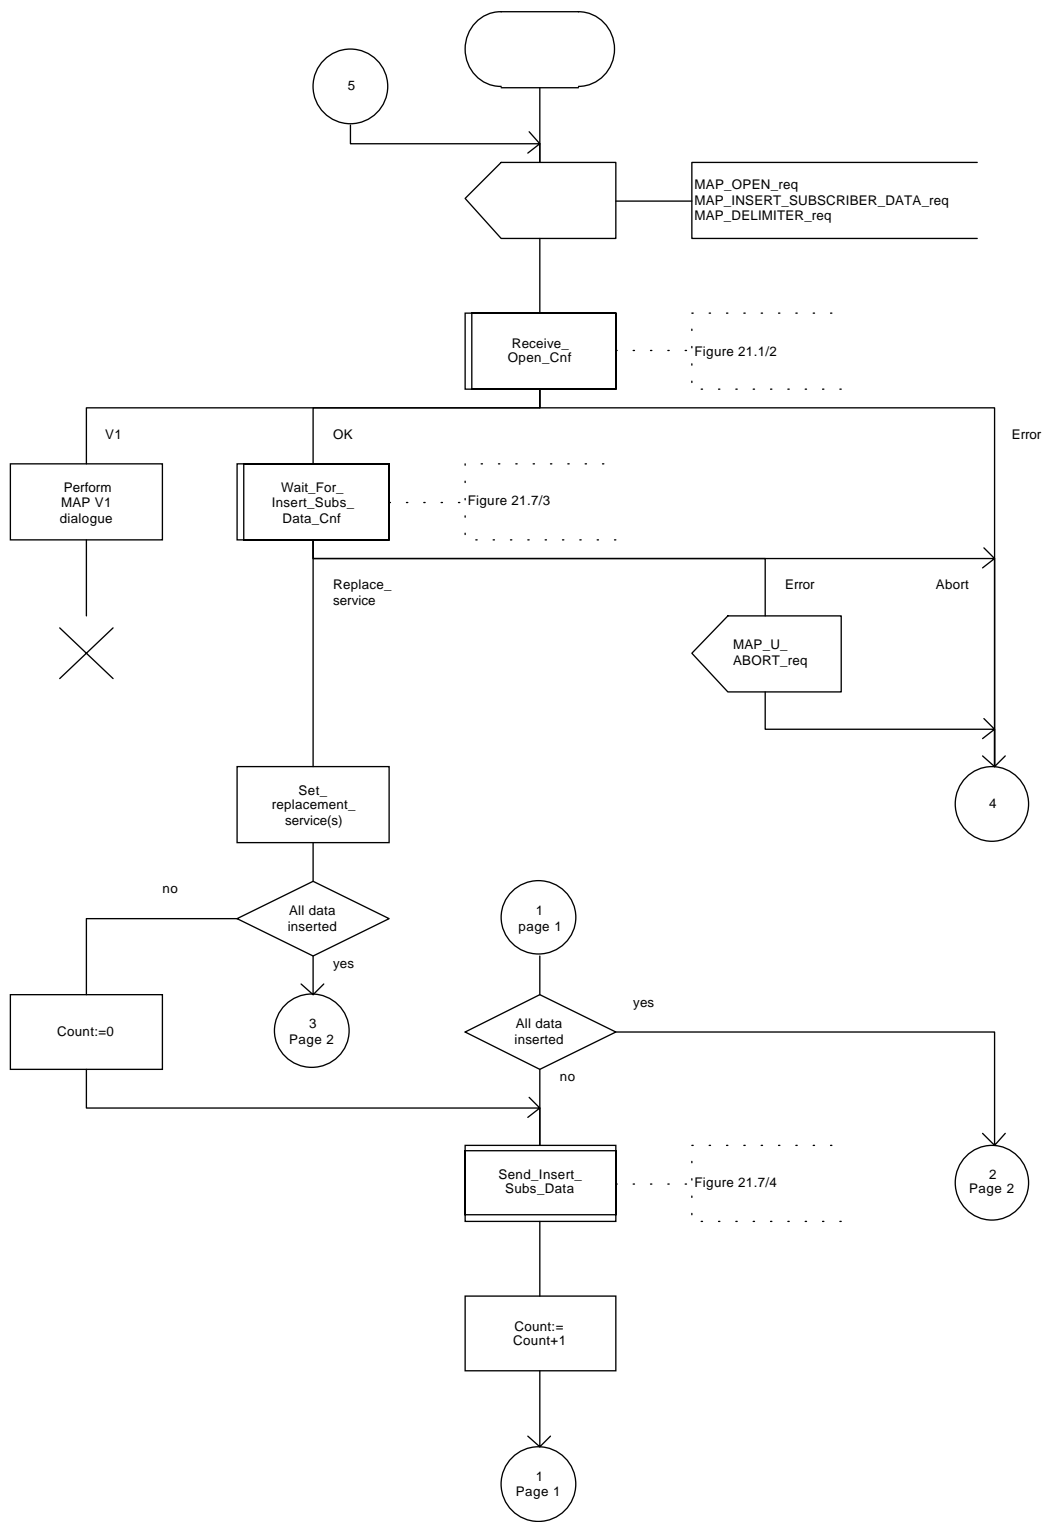 5
MAP_OPEN_req
MAP_INSERT_SUBSCRIBER_DATA_req
MAP_DELIMITER_req
Receive_
Open_Cnf
Figure 21.1/2
V1
OK
Error
Perform
MAP V1
dialogue
Wait_For_
Insert_Subs_
Data_Cnf
Figure 21.7/3
Replace_
service
Error
Abort
MAP_U_
ABORT_req
Set_
replacement_
service(s)
4
no
All data
inserted
yes
1
page 1
Count:=0
3
Page 2
All data
inserted
yes
no
Send_Insert_
Subs_Data
Figure 21.7/4
2
Page 2
Count:=
Count+1
1
Page 1